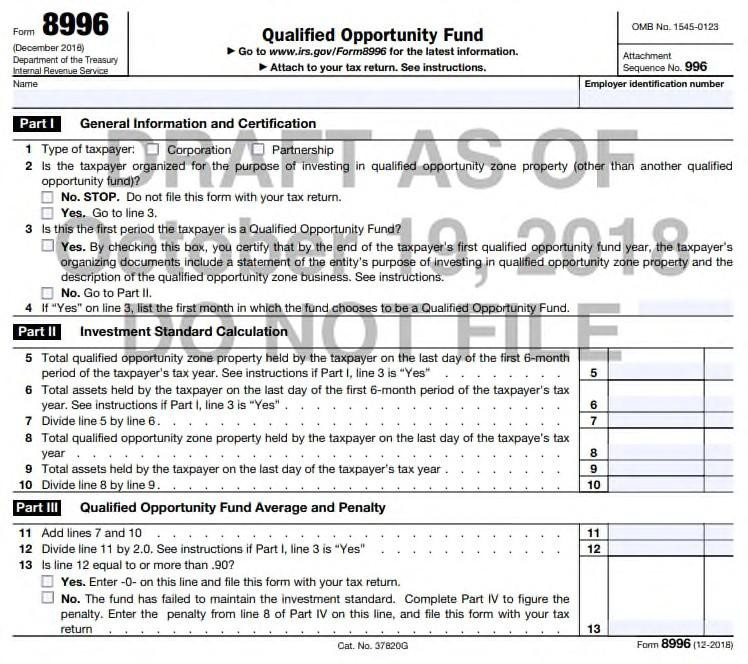 Form 8996
(December 2018)
Department of the Treasury
Internal Revenue Service
Qualified Opportunity Fund
▶ Go to www.irs.gov/Form8996 for the latest information.
▶ Attach to your tax return. See instructions.
OMB No. 1545-0123
Attachment
Sequence No. 996
Name
Employer identification number
DRAFT AS OF
October 19, 2018
DO NOT FILE
Part I General Information and Certification
1 Type of taxpayer: Corporation Partnership
2 Is the taxpayer organized for the purpose of investing in qualified opportunity zone property (other than another qualified
opportunity fund)?
No. STOP. Do not file this form with your tax return.
Yes. Go to line 3.
3 Is this the first period the taxpayer is a Qualified Opportunity Fund?
Yes. By checking this box, you certify that by the end of the taxpayer's first qualified opportunity fund year, the taxpayer's
organizing documents include a statement of the entity's purpose of investing in qualified opportunity zone property and the
description of the qualified opportunity zone business. See instructions.
No. Go to Part II.
4 If "Yes" on line 3, list the first month in which the fund chooses to be a Qualified Opportunity Fund.
Part II Investment Standard Calculation
5 Total qualified opportunity zone property held by the taxpayer on the last day of the first 6-month
period of the taxpayer's tax year. See instructions if Part I, line 3 is "Yes" . . . . . . . 5
6 Total assets held by the taxpayer on the last day of the first 6-month period of the taxpayer's tax
year. See instructions if Part I, line 3 is "Yes" . . . . . . . . . . . . . . . . 6
7 Divide line 5 by line 6 . . . . . . . . . . . . . . . . . . . . . . 7
8 Total qualified opportunity zone property held by the taxpayer on the last day of the taxpaye's tax
year . . . . . . . . . . . . . . . . . . . . . . . . . . 8
9 Total assets held by the taxpayer on the last day of the taxpayer's tax year . . . . . . . 9
10 Divide line 8 by line 9 . . . . . . . . . . . . . . . . . . . . . . 10
Part III Qualified Opportunity Fund Average and Penalty
11 Add lines 7 and 10 . . . . . . . . . . . . . . . . . . . . . . 11
12 Divide line 11 by 2.0. See instructions if Part I, line 3 is "Yes" . . . . . . . . . . . 12
13 Is line 12 equal to or more than .90?
Yes. Enter -0- on this line and file this form with your tax return.
No. The fund has failed to maintain the investment standard. Complete Part IV to figure the
penalty. Enter the penalty from line 8 of Part IV on this line, and file this form with your tax
return . . . . . . . . . . . . . . . . . . . . . . . . . 13
Cat. No. 37820G
Form 8996 (12-2018)